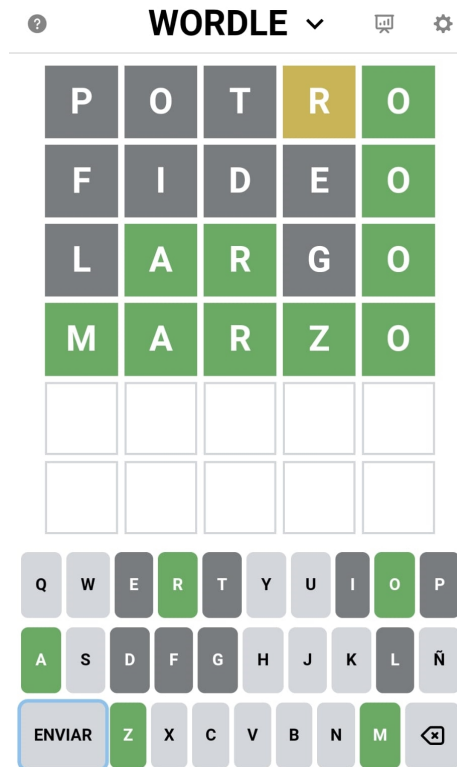 ?
WORDLE
P O T R O
F I D E O
L A R G O
M A R Z O
Q W E R T Y U I O P
A S D F G H J K L Ñ
ENVIAR Z X C V B N M